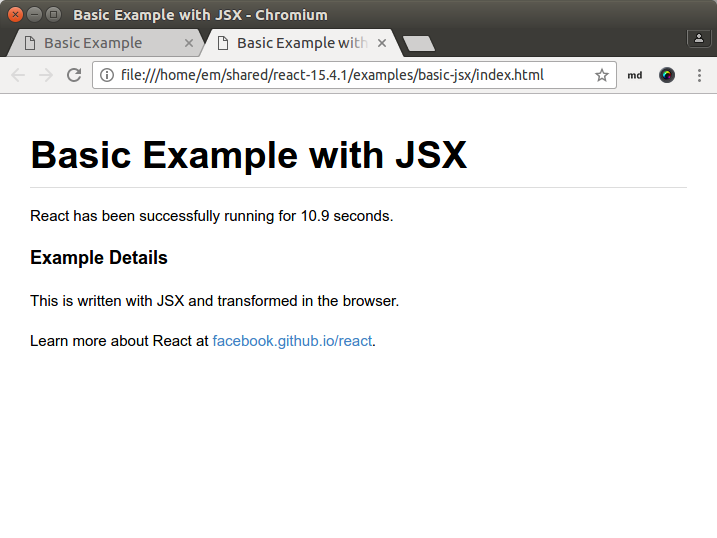 Basic Example with JSX - Chromium
Basic Example
Basic Example with
file:///home/em/shared/react-15.4.1/examples/basic-jsx/index.html
md
Basic Example with JSX
React has been successfully running for 10.9 seconds.
Example Details
This is written with JSX and transformed in the browser.
Learn more about React at facebook.github.io/react.